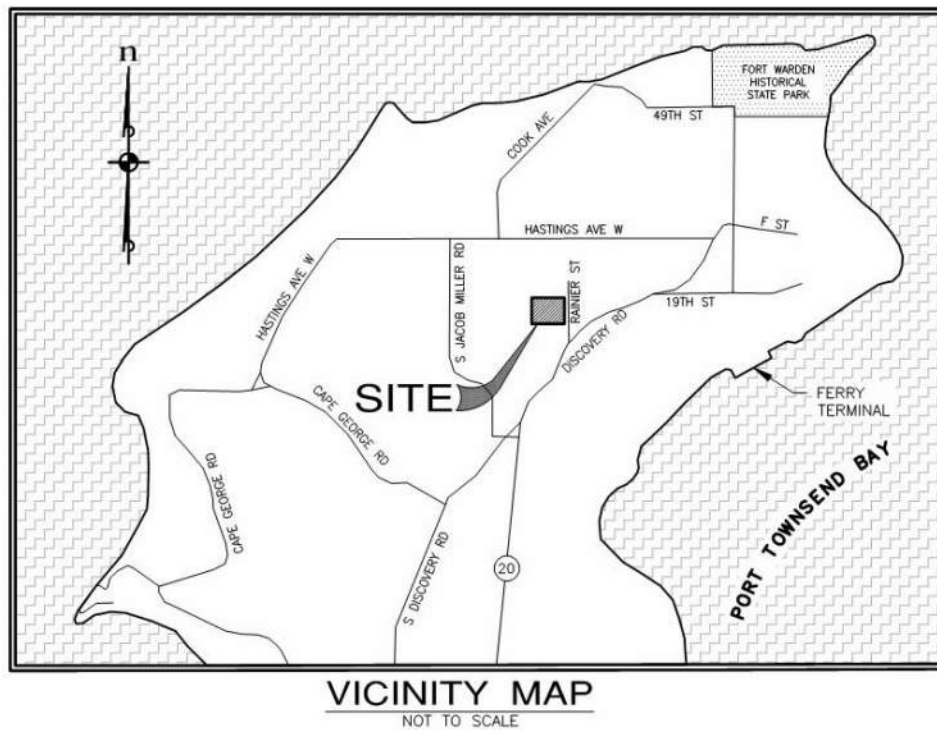 n
FORT WARDEN
HISTORICAL
STATE PARK
49TH ST
COOK AVE
F ST
HASTINGS AVE W
HASTINGS AVE W
S JACOB MILLER RD
RAINIER ST
19TH ST
DISCOVERY RD
SITE
CAPE GEORGE RD
FERRY
TERMINAL
CAPE GEORGE RD
S DISCOVERY RD
20
PORT TOWNSEND BAY
VICINITY MAP
NOT TO SCALE